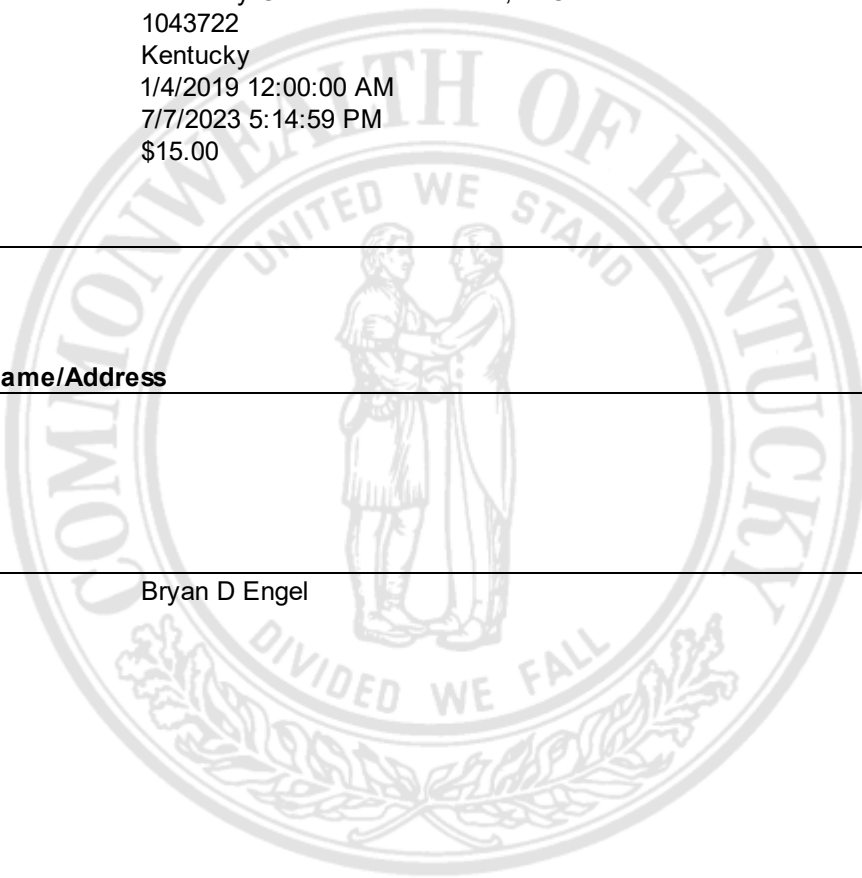 1043722
Kentucky
1/4/2019 12:00:00 AM
7/7/2023 5:14:59 PM
$15.00
COMMONWEALTH OF KENTUCKY
UNITED WE STAND
ame/Address
Bryan D Engel
DIVIDED WE FALL